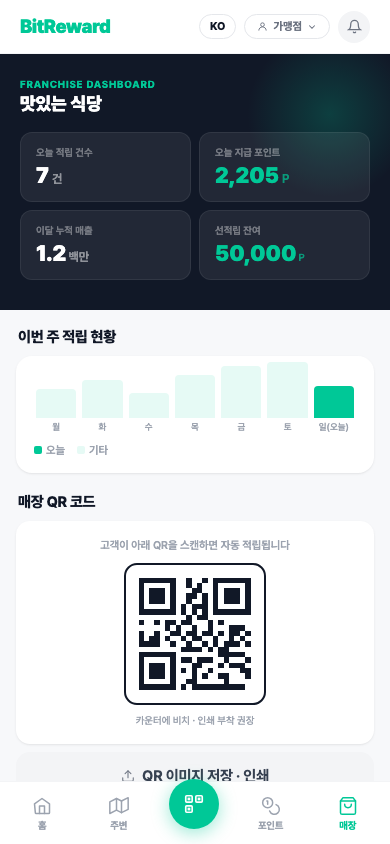 BitReward
KO
가맹점
FRANCHISE DASHBOARD
맛있는 식당
오늘 적립 건수
7 건
오늘 지급 포인트
2,205 P
이달 누적 매출
1.2 백만
선적립 잔여
50,000 P
이번 주 적립 현황
월 화 수 목 금 토 일(오늘)
오늘 기타
매장 QR 코드
고객이 아래 QR을 스캔하면 자동 적립됩니다
카운터에 비치 · 인쇄 부착 권장
QR 이미지 저장 · 인쇄
홈 주변 포인트 매장